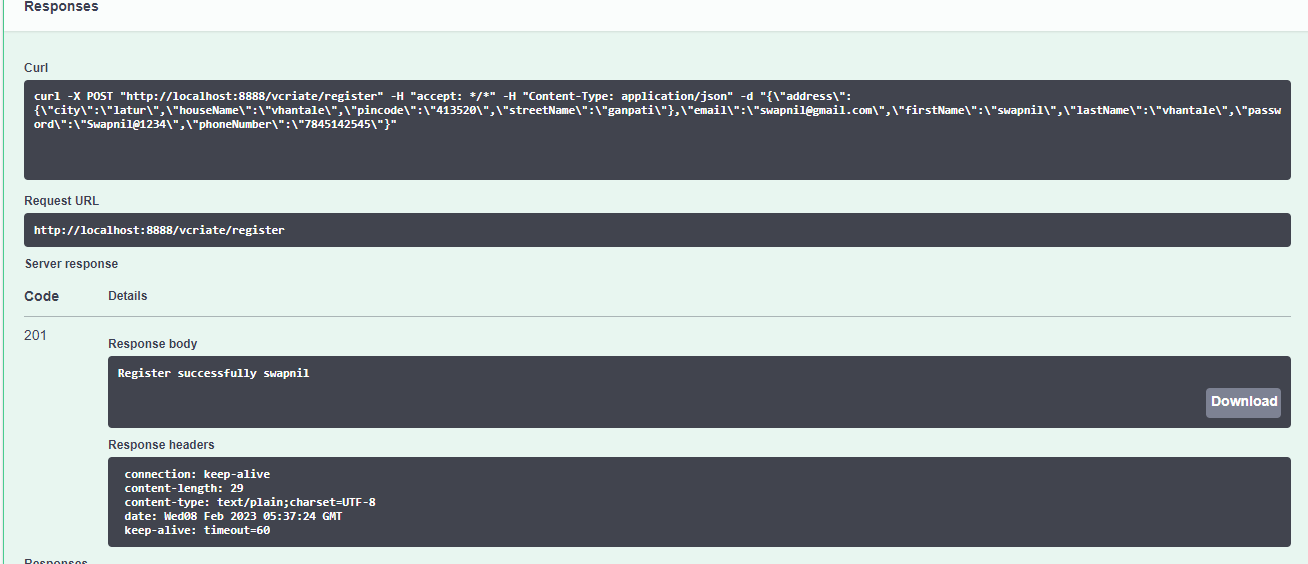 Responses
Curl
curl -X POST "http://localhost:8888/vcriate/register" -H "accept: */*" -H "Content-Type: application/json" -d "{\"address\":
{\"city\":\"latur\",\"houseName\":\"vhantale\",\"pincode\":\"413520\",\"streetName\":\"ganpati\"},\"email\":\"swapnil@gmail.com\",\"firstName\":\"swapnil\",\"lastName\":\"vhantale\",\"passw
ord\":\"Swapnil@1234\",\"phoneNumber\":\"7845142545\"}"
Request URL
http://localhost:8888/vcriate/register
Server response
Code Details
201
Response body
Register successfully swapnil
Download
Response headers
connection: keep-alive
content-length: 29
content-type: text/plain;charset=UTF-8
date: Wed08 Feb 2023 05:37:24 GMT
keep-alive: timeout=60
Responses